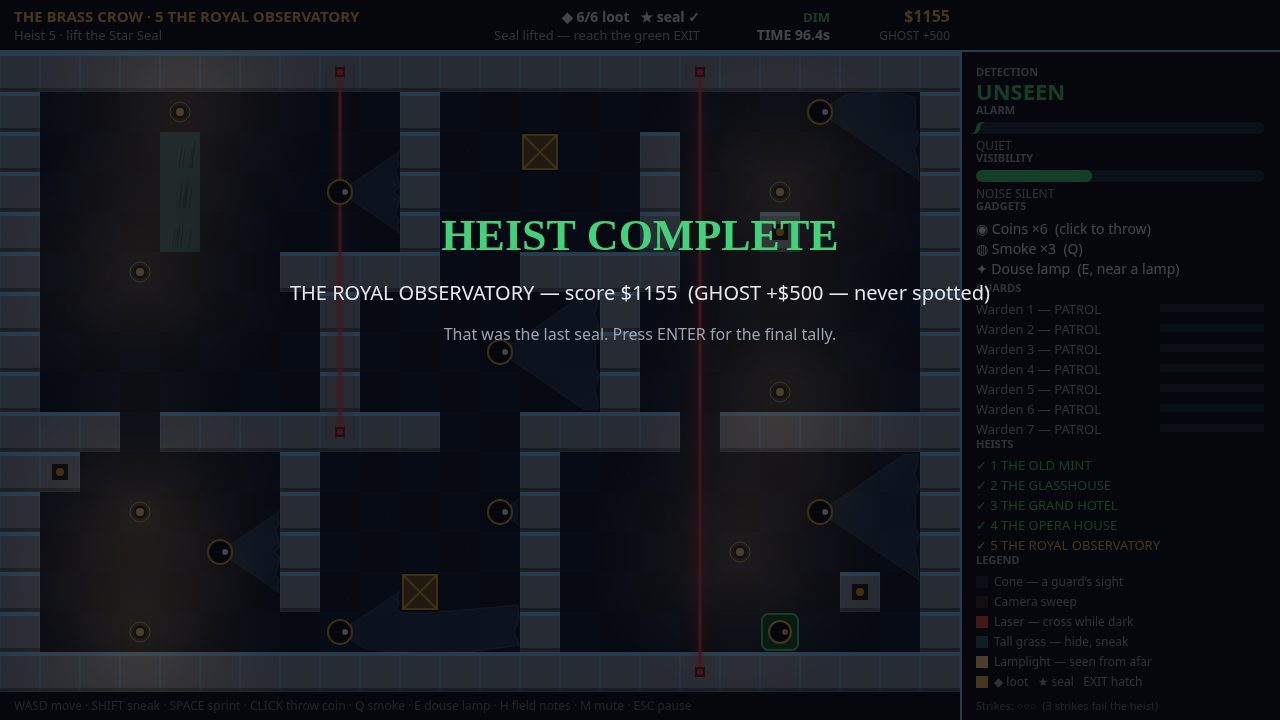 THE BRASS CROW · 5 THE ROYAL OBSERVATORY
Heist 5 · lift the Star Seal
◆ 6/6 loot ★ seal ✓
Seal lifted — reach the green EXIT
DIM
TIME 96.4s
$1155
GHOST +500
HEIST COMPLETE
THE ROYAL OBSERVATORY — score $1155 (GHOST +$500 — never spotted)
That was the last seal. Press ENTER for the final tally.
DETECTION
UNSEEN
ALARM
QUIET
VISIBILITY
NOISE SILENT
GADGETS
◉ Coins ×6 (click to throw)
◍ Smoke ×3 (Q)
✦ Douse lamp (E, near a lamp)
GUARDS
Warden 1 — PATROL
Warden 2 — PATROL
Warden 3 — PATROL
Warden 4 — PATROL
Warden 5 — PATROL
Warden 6 — PATROL
Warden 7 — PATROL
HEISTS
✓ 1 THE OLD MINT
✓ 2 THE GLASSHOUSE
✓ 3 THE GRAND HOTEL
✓ 4 THE OPERA HOUSE
✓ 5 THE ROYAL OBSERVATORY
LEGEND
Cone — a guard's sight
Camera sweep
Laser — cross while dark
Tall grass — hide, sneak
Lamplight — seen from afar
◆ loot ★ seal EXIT hatch
Strikes: ○○○ (3 strikes fail the heist)
WASD move · SHIFT sneak · SPACE sprint · CLICK throw coin · Q smoke · E douse lamp · H field notes · M mute · ESC pause